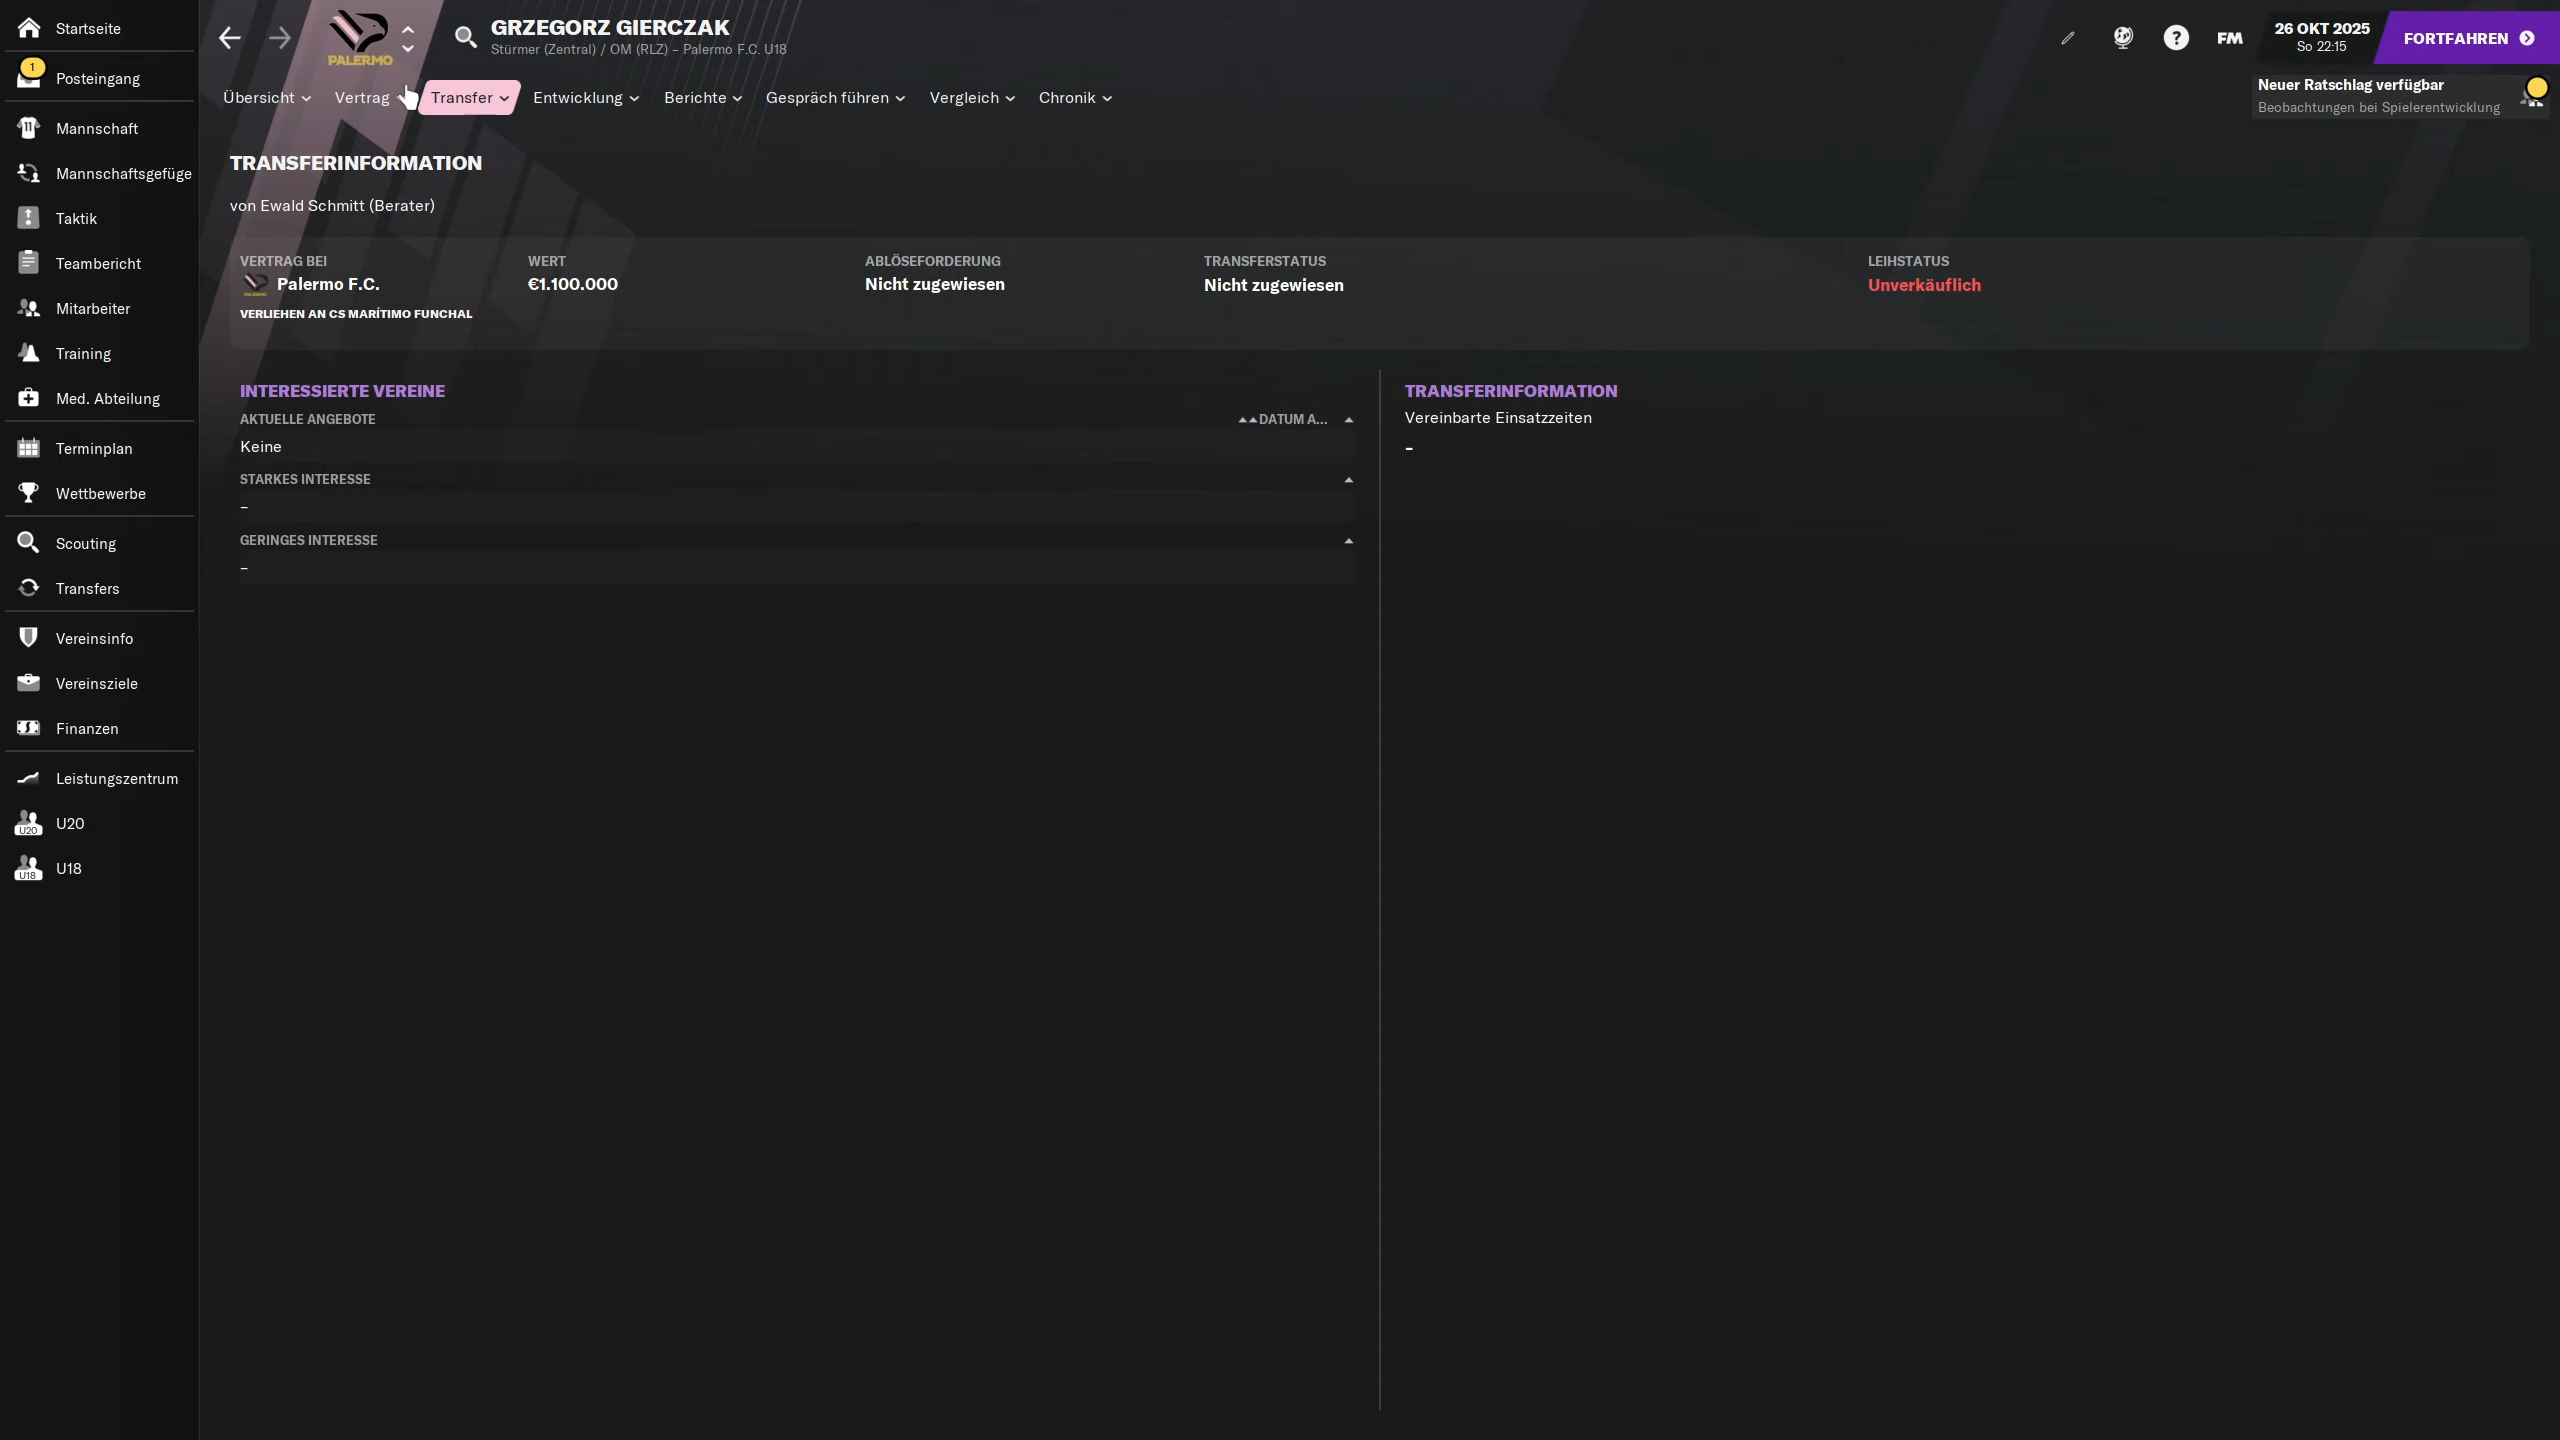 Startseite
1
Posteingang
Mannschaft
Mannschaftsgefüge
Taktik
Teambericht
Mitarbeiter
Training
Med. Abteilung
Terminplan
Wettbewerbe
Scouting
Transfers
Vereinsinfo
Vereinsziele
Finanzen
Leistungszentrum
U20
U20
U18
U18
PALERMO
GRZEGORZ GIERCZAK
Stürmer (Zentral) / OM (RLZ) – Palermo F.C. U18
FM
26 OKT 2025
So 22:15
FORTFAHREN
Übersicht
Vertrag
Transfer
Entwicklung
Berichte
Gespräch führen
Vergleich
Chronik
Neuer Ratschlag verfügbar
Beobachtungen bei Spielerentwicklung
TRANSFERINFORMATION
von Ewald Schmitt (Berater)
VERTRAG BEI
Palermo F.C.
VERLIEHEN AN CS MARÍTIMO FUNCHAL
WERT
€1.100.000
ABLÖSEFORDERUNG
Nicht zugewiesen
TRANSFERSTATUS
Nicht zugewiesen
LEIHSTATUS
Unverkäuflich
INTERESSIERTE VEREINE
AKTUELLE ANGEBOTE DATUM A...
Keine
STARKES INTERESSE
–
GERINGES INTERESSE
–
TRANSFERINFORMATION
Vereinbarte Einsatzzeiten
–